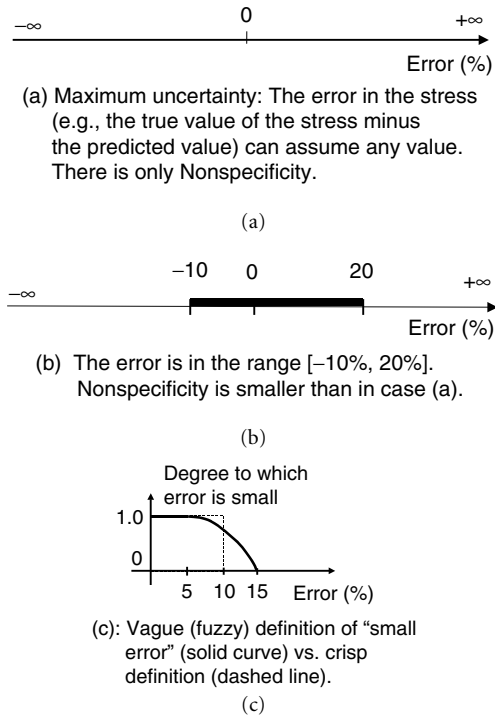 −∞ 0 +∞
Error (%)
(a) Maximum uncertainty: The error in the stress
(e.g., the true value of the stress minus
the predicted value) can assume any value.
There is only Nonspecificity.
(a)
−10 0 20
−∞ +∞
Error (%)
(b) The error is in the range [−10%, 20%].
Nonspecificity is smaller than in case (a).
(b)
Degree to which
error is small
1.0
0
5 10 15 Error (%)
(c): Vague (fuzzy) definition of “small
error” (solid curve) vs. crisp
definition (dashed line).
(c)